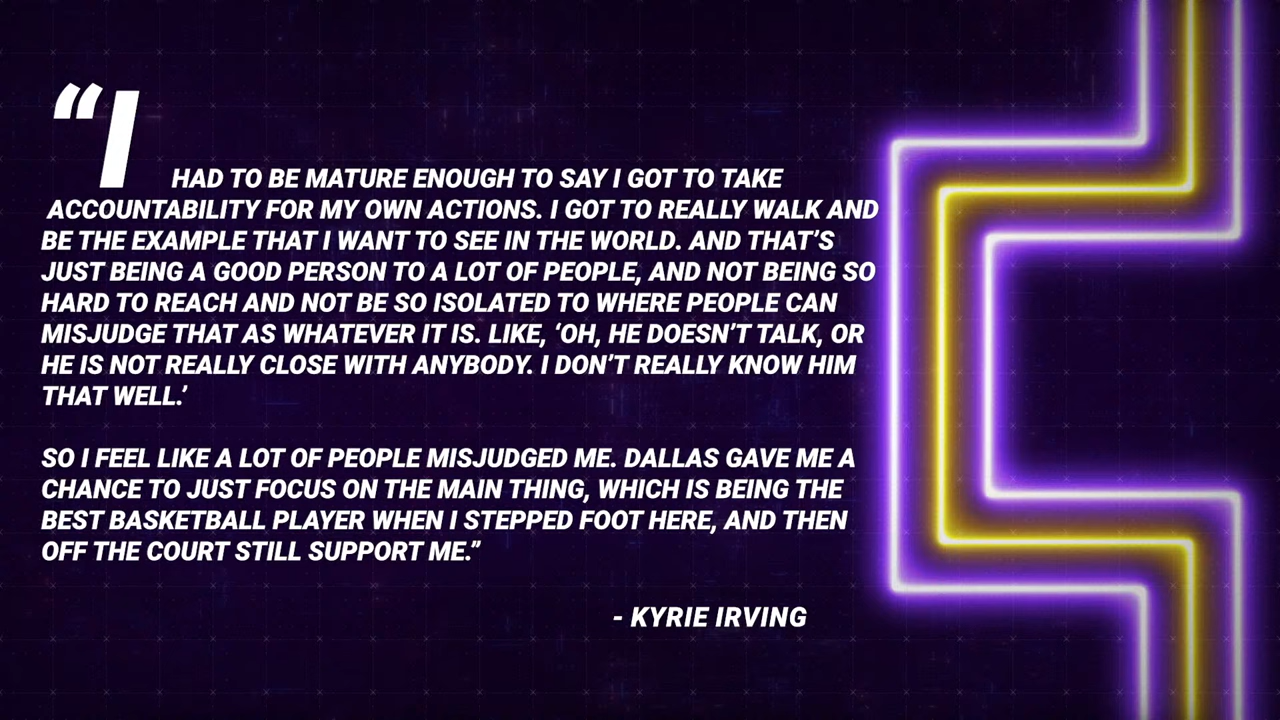 “I HAD TO BE MATURE ENOUGH TO SAY I GOT TO TAKE
ACCOUNTABILITY FOR MY OWN ACTIONS. I GOT TO REALLY WALK AND
BE THE EXAMPLE THAT I WANT TO SEE IN THE WORLD. AND THAT’S
JUST BEING A GOOD PERSON TO A LOT OF PEOPLE, AND NOT BEING SO
HARD TO REACH AND NOT BE SO ISOLATED TO WHERE PEOPLE CAN
MISJUDGE THAT AS WHATEVER IT IS. LIKE, ‘OH, HE DOESN’T TALK, OR
HE IS NOT REALLY CLOSE WITH ANYBODY. I DON’T REALLY KNOW HIM
THAT WELL.’
SO I FEEL LIKE A LOT OF PEOPLE MISJUDGED ME. DALLAS GAVE ME A
CHANCE TO JUST FOCUS ON THE MAIN THING, WHICH IS BEING THE
BEST BASKETBALL PLAYER WHEN I STEPPED FOOT HERE, AND THEN
OFF THE COURT STILL SUPPORT ME.”
- KYRIE IRVING